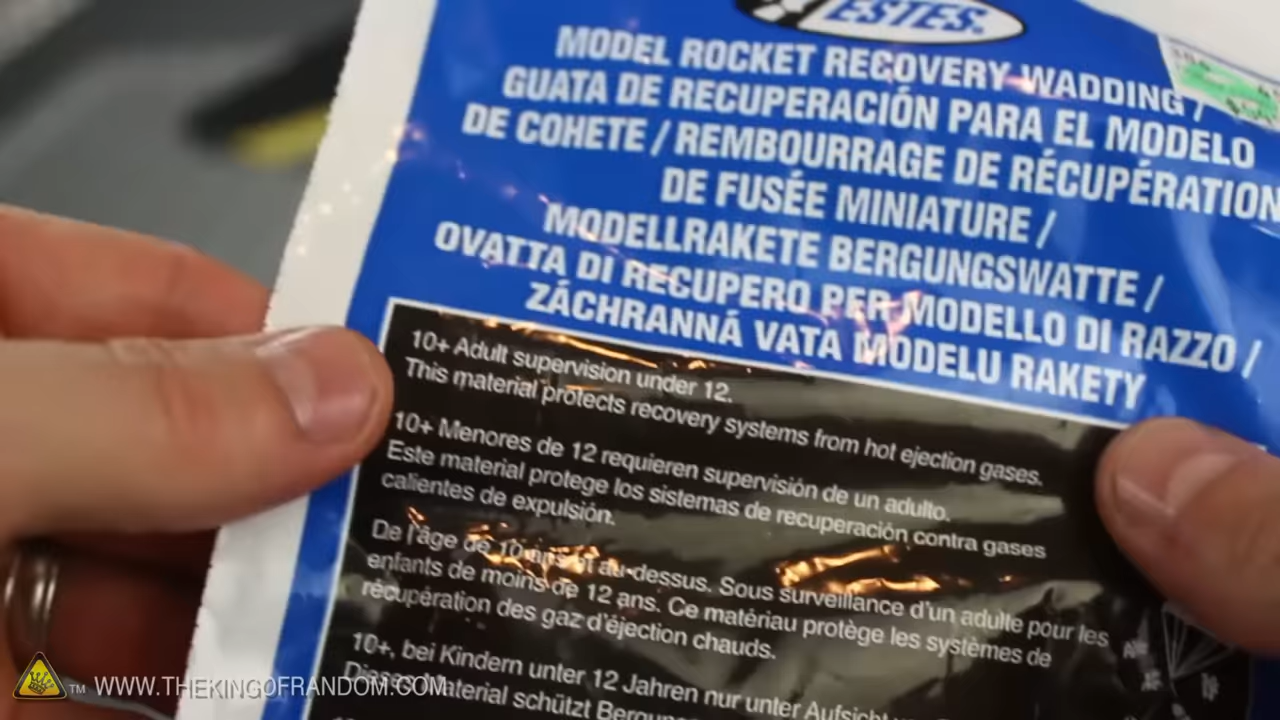 ESTES
MODEL ROCKET RECOVERY WADDING /
GUATA DE RECUPERACIÓN PARA EL MODELO
DE COHETE / REMBOURRAGE DE RÉCUPÉRATION
DE FUSÉE MINIATURE /
MODELLRAKETE BERGUNGSWATTE /
OVATTA DI RECUPERO PER MODELLO DI RAZZO /
ZÁCHRANNÁ VATA MODELU RAKETY
10+ Adult supervision under 12.
This material protects recovery systems from hot ejection gases.
10+ Menores de 12 requieren supervisión de un adulto.
Este material protege los sistemas de recuperación contra gases
calientes de expulsión.
De l'âge de 10 ans et au-dessus. Sous surveillance d'un adulte pour les
enfants de moins de 12 ans. Ce matériau protège les systèmes de
récupération des gaz d'éjection chauds.
10+, bei Kindern unter 12 Jahren nur unter Aufsicht
schützt
TM WWW.THEKINGOFRANDOM.COM